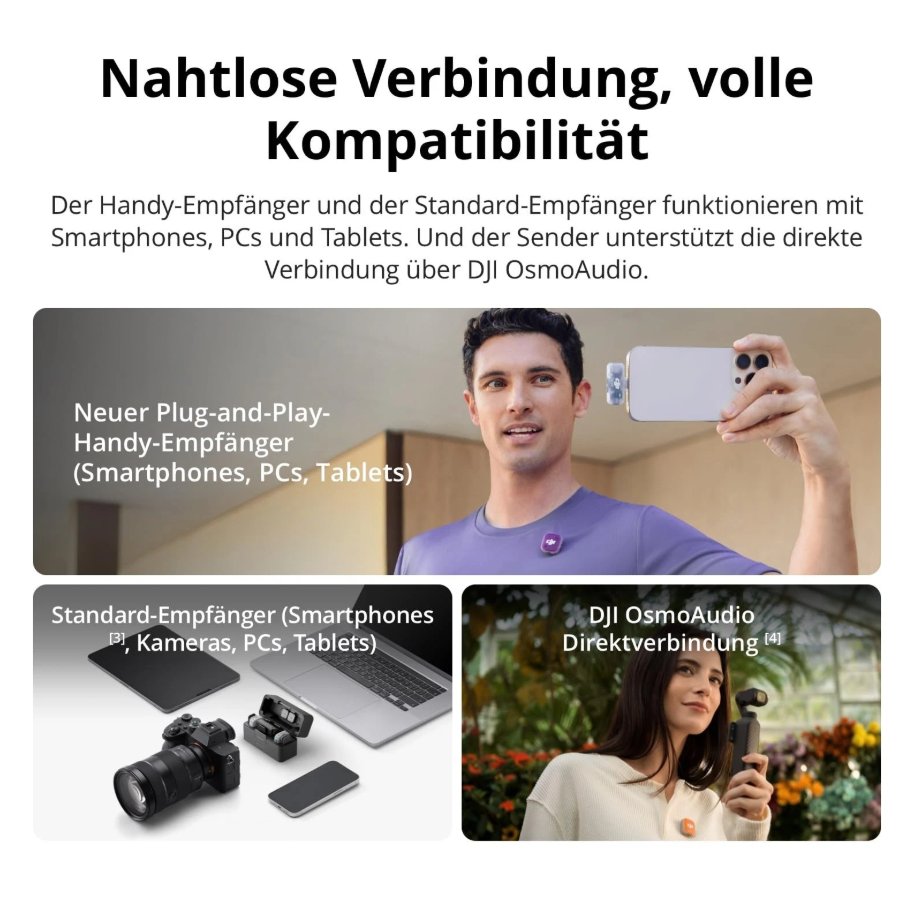 Nahtlose Verbindung, volle
Kompatibilität
Der Handy-Empfänger und der Standard-Empfänger funktionieren mit
Smartphones, PCs und Tablets. Und der Sender unterstützt die direkte
Verbindung über DJI OsmoAudio.
Neuer Plug-and-Play-
Handy-Empfänger
(Smartphones, PCs, Tablets)
Standard-Empfänger (Smartphones
[3], Kameras, PCs, Tablets)
DJI OsmoAudio
Direktverbindung [4]